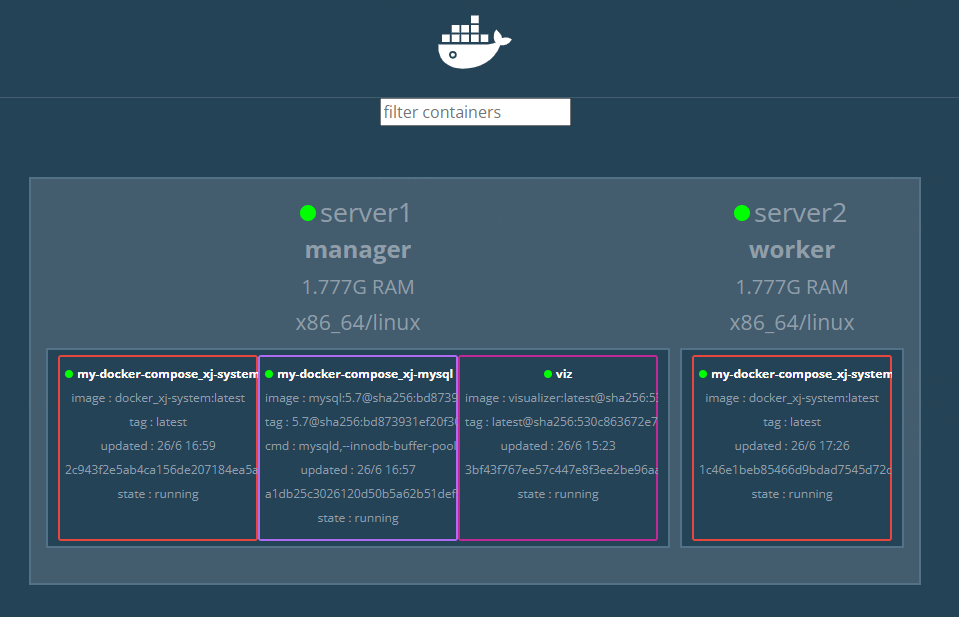 filter containers
server1
manager
1.777G RAM
x86_64/linux
my-docker-compose_xj-system
image : docker_xj-system:latest
tag : latest
updated : 26/6 16:59
2c943f2e5ab4ca156de207184ea5a
state : running
my-docker-compose_xj-mysql
image : mysql:5.7@sha256:bd8739
tag : 5.7@sha256:bd873931ef20f30
cmd : mysqld,--innodb-buffer-pool
updated : 26/6 16:57
a1db25c3026120d50b5a62b51def
state : running
viz
image : visualizer:latest@sha256:53
tag : latest@sha256:530c863672e7
updated : 26/6 15:23
3bf43f767ee57c447e8f3ee2be96aa
state : running
server2
worker
1.777G RAM
x86_64/linux
my-docker-compose_xj-system
image : docker_xj-system:latest
tag : latest
updated : 26/6 17:26
1c46e1beb85466d9bdad7545d72c
state : running